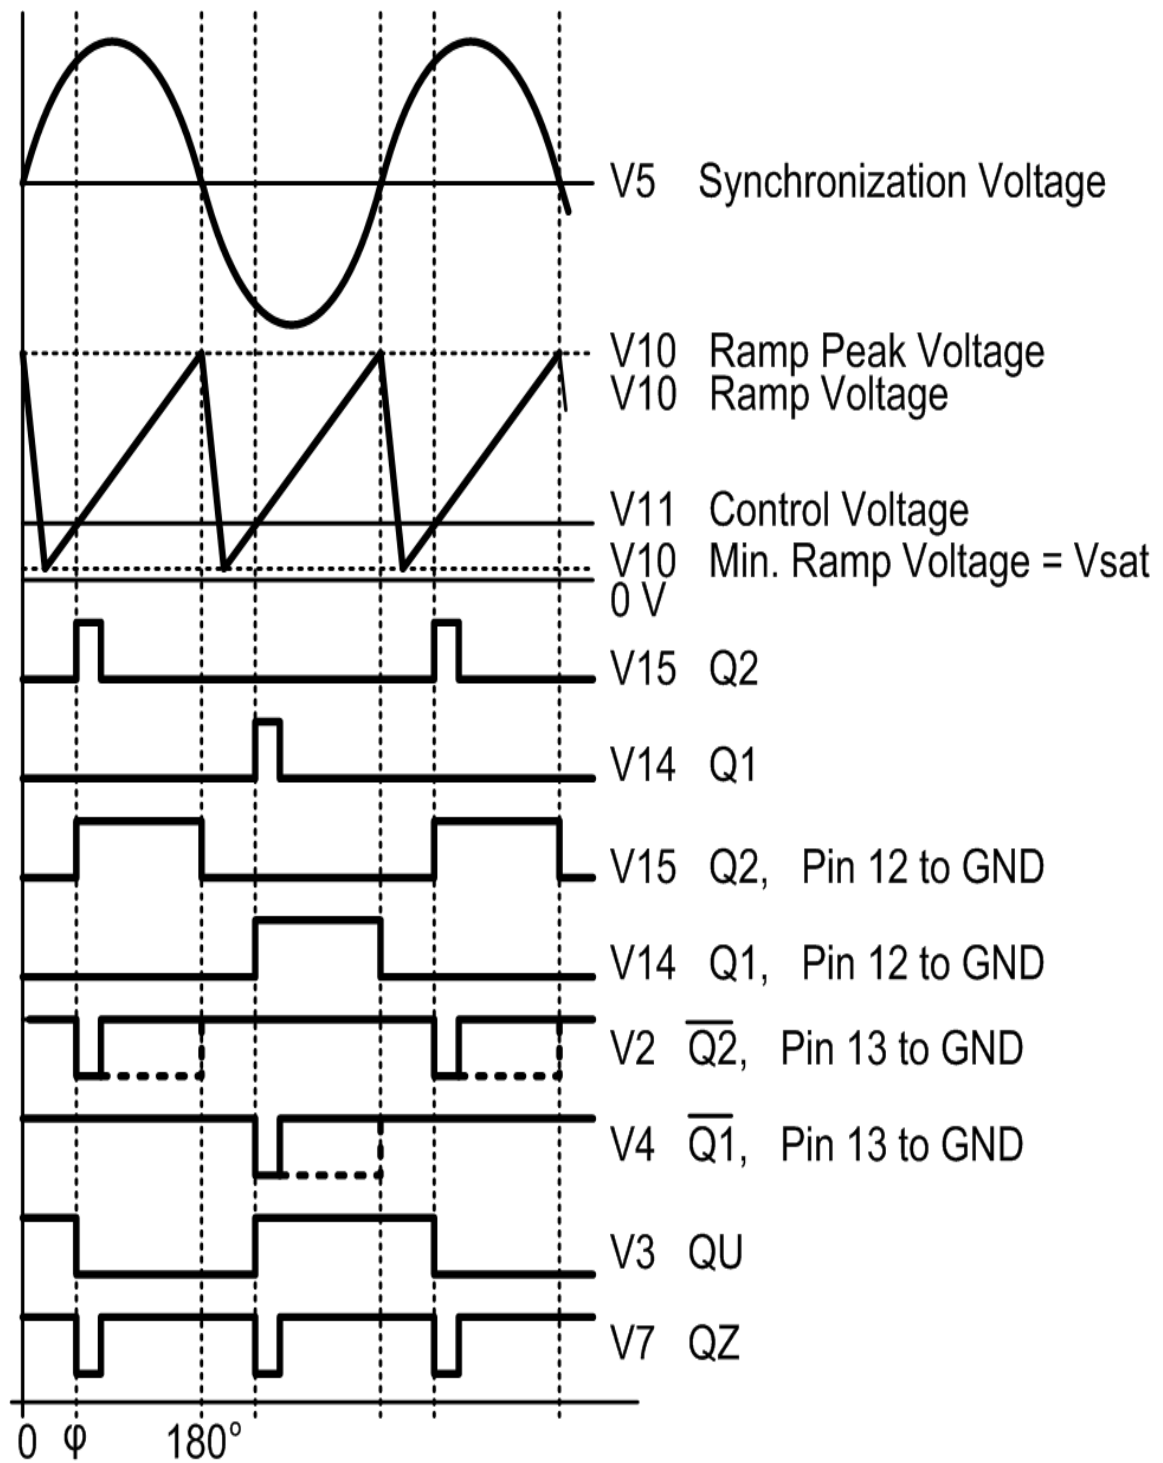 V5 Synchronization Voltage
V10 Ramp Peak Voltage
V10 Ramp Voltage
V11 Control Voltage
V10 Min. Ramp Voltage = Vsat
0 V
V15 Q2
V14 Q1
V15 Q2, Pin 12 to GND
V14 Q1, Pin 12 to GND
V2 Q̅2̅, Pin 13 to GND
V4 Q̅1̅, Pin 13 to GND
V3 QU
V7 QZ
0 φ 180°